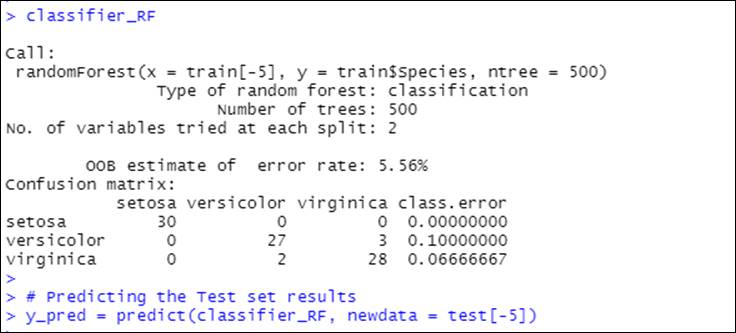 > classifier_RF
Call:
 randomForest(x = train[-5], y = train$Species, ntree = 500)
               Type of random forest: classification
                     Number of trees: 500
No. of variables tried at each split: 2
        OOB estimate of  error rate: 5.56%
Confusion matrix:
           setosa versicolor virginica class.error
setosa         30          0         0  0.00000000
versicolor      0         27         3  0.10000000
virginica       0          2        28  0.06666667
>
> # Predicting the Test set results
> y_pred = predict(classifier_RF, newdata = test[-5])